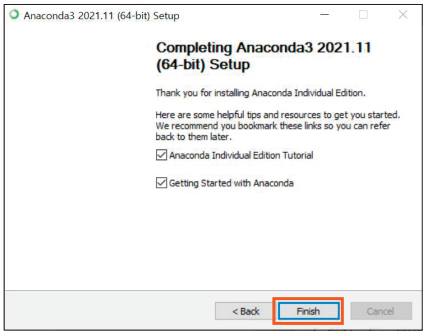 Anaconda3 2021.11 (64-bit) Setup
Completing Anaconda3 2021.11
(64-bit) Setup
Thank you for installing Anaconda Individual Edition.
Here are some helpful tips and resources to get you started.
We recommend you bookmark these links so you can refer
back to them later.
Anaconda Individual Edition Tutorial
Getting Started with Anaconda
< Back Finish Cancel